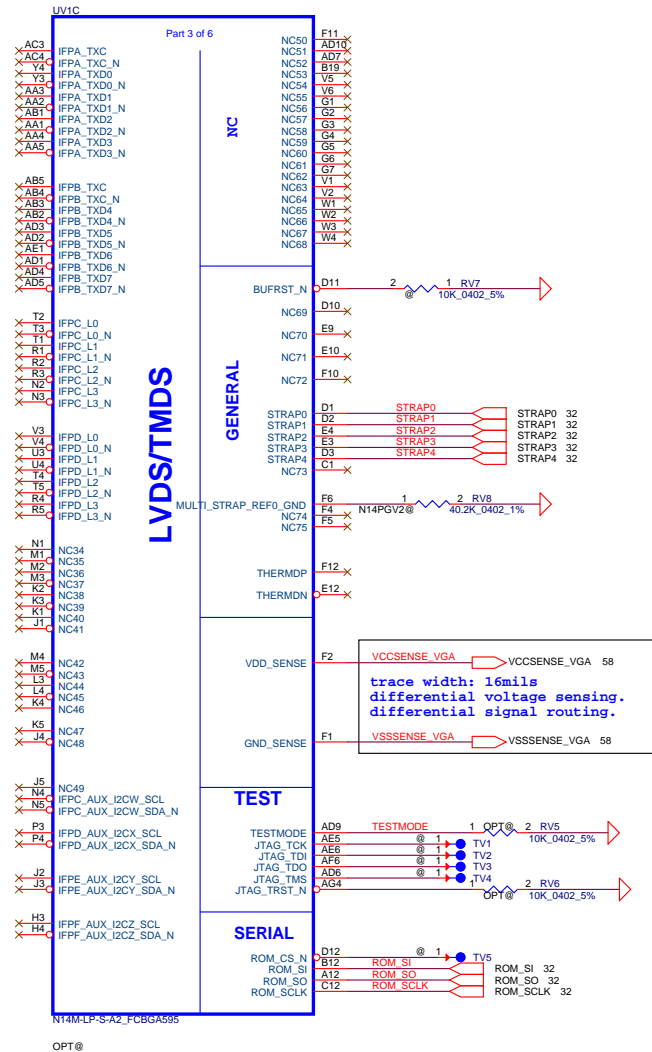 UV1C
Part 3 of 6
LVDS/TMDS
AC3 IFPA_TXC
AC4 IFPA_TXC_N
Y4 IFPA_TXD0
Y3 IFPA_TXD0_N
AA3 IFPA_TXD1
AA2 IFPA_TXD1_N
AB1 IFPA_TXD2
AA1 IFPA_TXD2_N
AA4 IFPA_TXD3
AA5 IFPA_TXD3_N
AB5 IFPB_TXC
AB4 IFPB_TXC_N
AB3 IFPB_TXD4
AB2 IFPB_TXD4_N
AD3 IFPB_TXD5
AD2 IFPB_TXD5_N
AE1 IFPB_TXD6
AD1 IFPB_TXD6_N
AD4 IFPB_TXD7
AD5 IFPB_TXD7_N
T2 IFPC_L0
T3 IFPC_L0_N
T1 IFPC_L1
R1 IFPC_L1_N
R2 IFPC_L2
R3 IFPC_L2_N
N2 IFPC_L3
N3 IFPC_L3_N
V3 IFPD_L0
V4 IFPD_L0_N
U3 IFPD_L1
U4 IFPD_L1_N
T4 IFPD_L2
T5 IFPD_L2_N
R4 IFPD_L3
R5 IFPD_L3_N
N1 NC34
M1 NC35
M2 NC36
M3 NC37
K2 NC38
K3 NC39
K1 NC40
J1 NC41
M4 NC42
M5 NC43
L3 NC44
L4 NC45
K4 NC46
K5 NC47
J4 NC48
J5 NC49
N4 IFPC_AUX_I2CW_SCL
N5 IFPC_AUX_I2CW_SDA_N
P3 IFPD_AUX_I2CX_SCL
P4 IFPD_AUX_I2CX_SDA_N
J2 IFPE_AUX_I2CY_SCL
J3 IFPE_AUX_I2CY_SDA_N
H3 IFPF_AUX_I2CZ_SCL
H4 IFPF_AUX_I2CZ_SDA_N
NC
NC50 F11
NC51 AD10
NC52 AD7
NC53 B19
NC54 V5
NC55 V6
NC56 G1
NC57 G2
NC58 G3
NC59 G4
NC60 G5
NC61 G6
NC62 G7
NC63 V1
NC64 V2
NC65 W1
NC66 W2
NC67 W3
NC68 W4
GENERAL
BUFRST_N D11 2 @ 1 RV7
10K_0402_5%
NC69 D10
NC70 E9
NC71 E10
NC72 F10
STRAP0 D1 STRAP0 STRAP0 32
STRAP1 D2 STRAP1 STRAP1 32
STRAP2 E4 STRAP2 STRAP2 32
STRAP3 E3 STRAP3 STRAP3 32
STRAP4 D3 STRAP4 STRAP4 32
NC73 C1
MULTI_STRAP_REF0_GND F6 N14PGV2@ 1 2 RV8
40.2K_0402_1%
NC74 F4
NC75 F5
THERMDP F12
THERMDN E12
VDD_SENSE F2 VCCSENSE_VGA VCCSENSE_VGA 58
trace width: 16mils
differential voltage sensing.
differential signal routing.
GND_SENSE F1 VSSSENSE_VGA VSSSENSE_VGA 58
TEST
TESTMODE AD9 TESTMODE 1 OPT@ 2 RV5
10K_0402_5%
JTAG_TCK AE5 @ 1 TV1
JTAG_TDI AE6 @ 1 TV2
JTAG_TDO AF6 @ 1 TV3
JTAG_TMS AD6 @ 1 TV4
JTAG_TRST_N AG4 1 OPT@ 2 RV6
10K_0402_5%
SERIAL
ROM_CS_N D12 @ 1 TV5
ROM_SI B12 ROM_SI ROM_SI 32
ROM_SO A12 ROM_SO ROM_SO 32
ROM_SCLK C12 ROM_SCLK ROM_SCLK 32
N14M-LP-S-A2_FCBGA595
OPT@